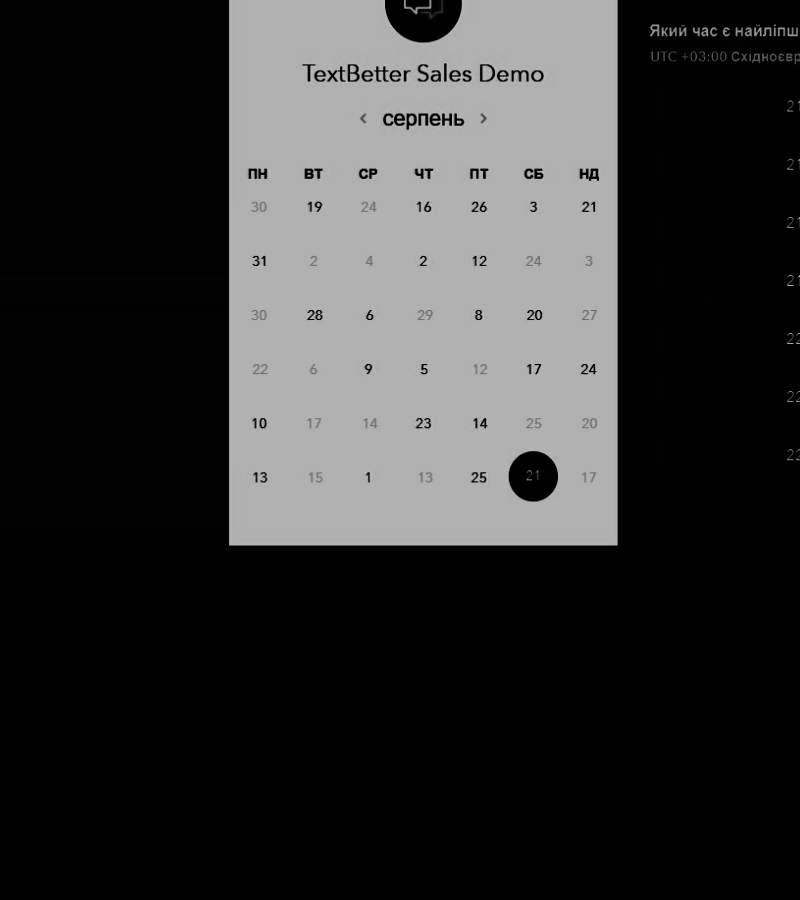 TextBetter Sales Demo
серпень
ПН ВТ СР ЧТ ПТ СБ НД
30 19 24 16 26 3 21
31 2 4 2 12 24 3
30 28 6 29 8 20 27
22 6 9 5 12 17 24
10 17 14 23 14 25 20
13 15 1 13 25 21 17
Який час є найліпш
UTC +03:00 Східноєвр
21
21
21
21
22
22
22